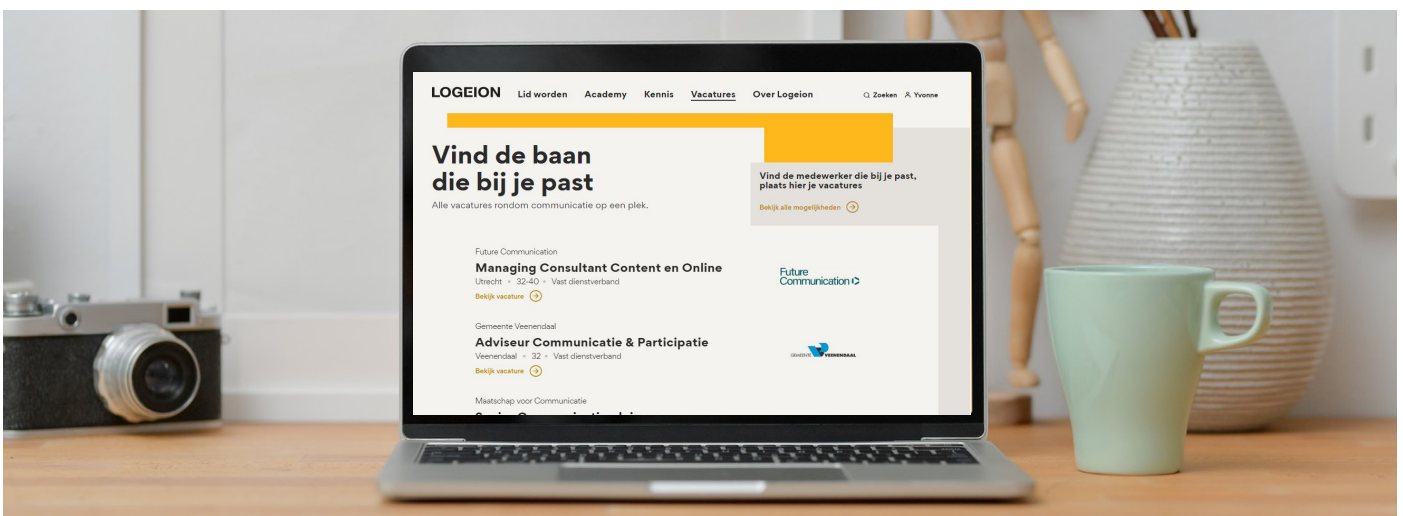 LOGEION
Lid worden Academy Kennis Vacatures Over Logeion Zoeken Yvonne
Vind de baan
die bij je past
Alle vacatures rondom communicatie op een plek.
Vind de medewerker die bij je past,
plaats hier je vacatures
Bekijk alle mogelijkheden
Future Communication
Managing Consultant Content en Online
Utrecht • 32-40 • Vast dienstverband
Bekijk vacature
Future
Communication
Gemeente Veenendaal
Adviseur Communicatie & Participatie
Veenendaal • 32 • Vast dienstverband
Bekijk vacature
GEMEENTE VEENENDAAL
Maatschap voor Communicatie